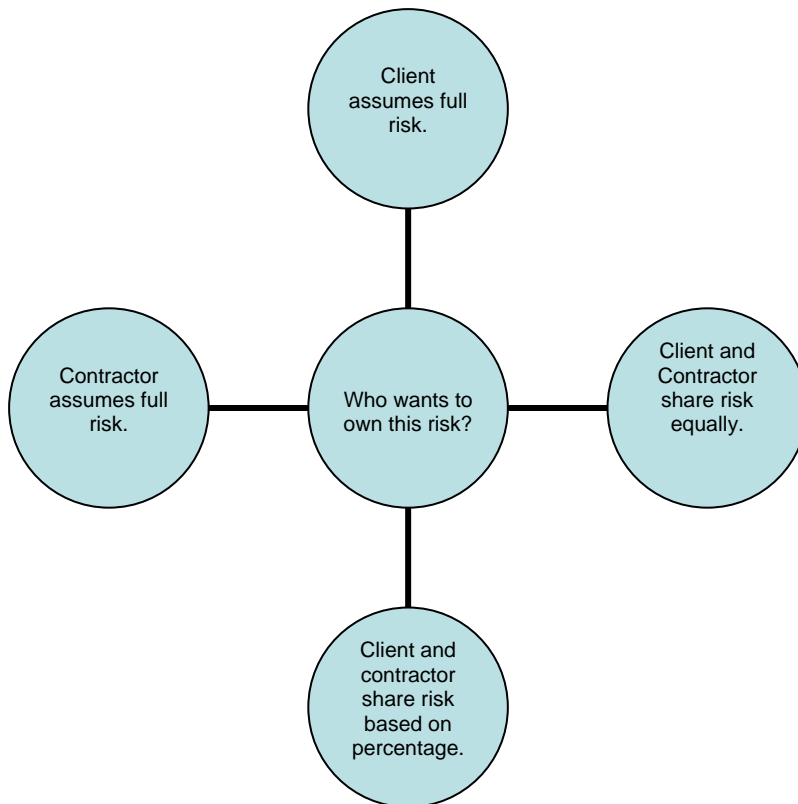 Client
assumes full
risk.
Contractor
assumes full
risk.
Who wants to
own this risk?
Client and
Contractor
share risk
equally.
Client and
contractor
share risk
based on
percentage.